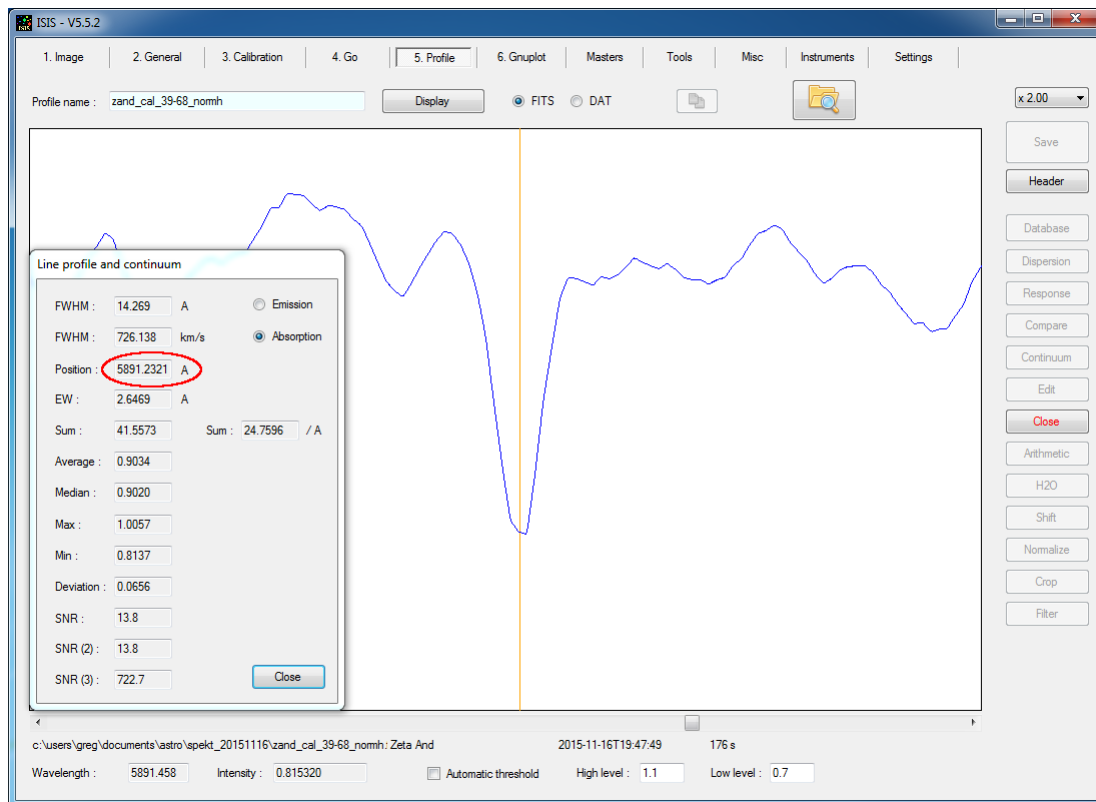 ISIS - V5.5.2
1. Image 2. General 3. Calibration 4. Go 5. Profile 6. Gnuplot Masters Tools Misc Instruments Settings
Profile name : zand_cal_39-68_normh Display FITS DAT
x 2.00
Save
Header
Database
Dispersion
Response
Compare
Continuum
Edit
Close
Arithmetic
H2O
Shift
Normalize
Crop
Filter
Line profile and continuum
FWHM : 14.269 A Emission
FWHM : 726.138 km/s Absorption
Position : 5891.2321 A
EW : 2.6469 A
Sum : 41.5573 Sum : 24.7596 / A
Average : 0.9034
Median : 0.9020
Max : 1.0057
Min : 0.8137
Deviation : 0.0656
SNR : 13.8
SNR (2) : 13.8
SNR (3) : 722.7
Close
c:\users\greg\documents\astro\spekt_20151116\zand_cal_39-68_normh.: Zeta And 2015-11-16T19:47:49 176 s
Wavelength : 5891.458 Intensity : 0.815320 Automatic threshold High level : 1.1 Low level : 0.7